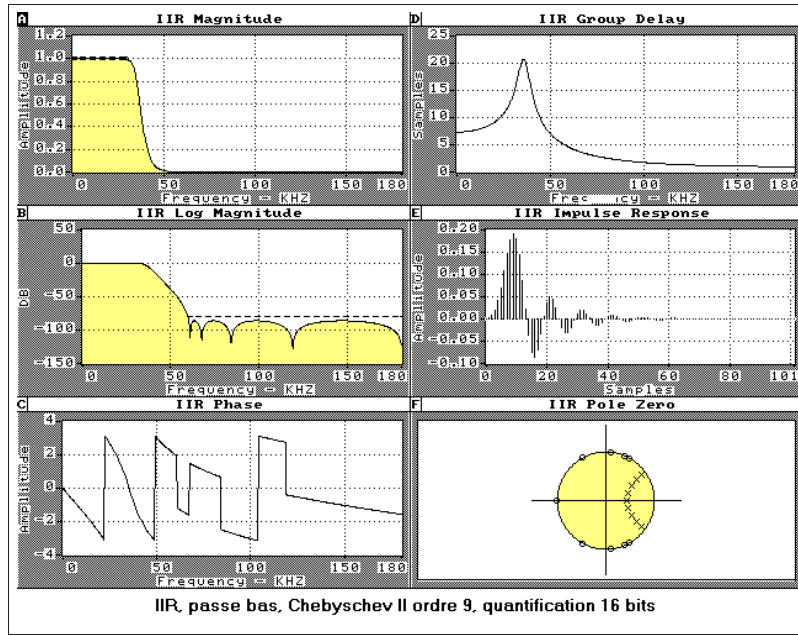 A IIR Magnitude
1.2
1.0
0.8
0.6
0.4
0.2
0.0
Amplitude
0 50 100 150 180
Frequency - KHZ
D IIR Group Delay
25
20
15
10
5
0
Samples
0 50 100 150 180
Frec cy - KHZ
B IIR Log Magnitude
50
0
-50
-100
-150
DB
0 50 100 150 180
Frequency - KHZ
E IIR Impulse Response
0.20
0.15
0.10
0.05
0.00
-0.05
-0.10
Amplitude
0 20 40 60 80 101
Samples
C IIR Phase
4
2
0
-2
-4
Amplitude
0 50 100 150 180
Frequency - KHZ
F IIR Pole Zero
IIR, passe bas, Chebyschev II ordre 9, quantification 16 bits